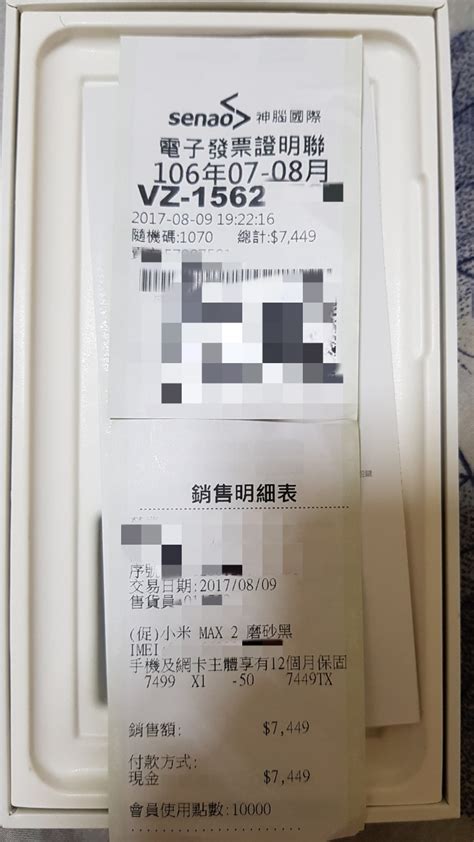 senao 神腦國際
電子發票證明聯
106年07-08月
VZ-1562
2017-08-09 19:22:16
隨機碼:1070 總計:$7,449
銷售明細表
序號
交易日期:2017/08/09
售貨員
(促)小米 MAX 2 磨砂黑
IMEI
手機及網卡主體享有12個月保固
7499 X1 -50 7449TX
銷售額: $7,449
付款方式:
現金 $7,449
會員使用點數:10000